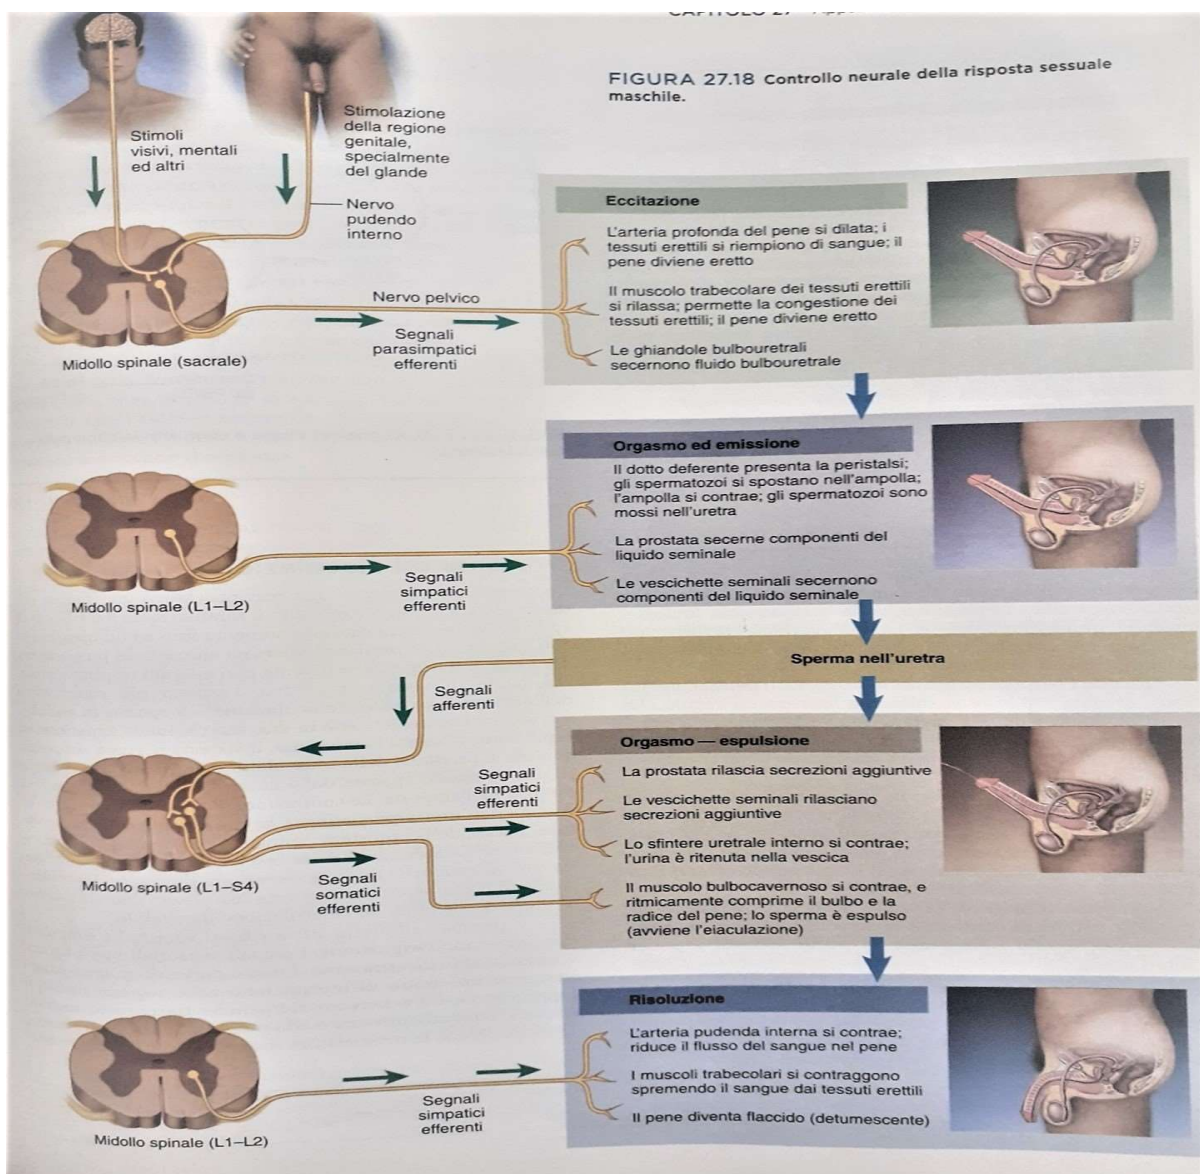 FIGURA 27.18 Controllo neurale della risposta sessuale
maschile.
Stimoli
visivi, mentali
ed altri
Stimolazione
della regione
genitale,
specialmente
del glande
Nervo
pudendo
interno
Midollo spinale (sacrale)
Nervo pelvico
Segnali
parasimpatici
efferenti
Eccitazione
L'arteria profonda del pene si dilata; i
tessuti erettili si riempiono di sangue; il
pene diviene eretto
Il muscolo trabecolare dei tessuti erettili
si rilassa; permette la congestione dei
tessuti erettili; il pene diviene eretto
Le ghiandole bulbouretrali
secernono fluido bulbouretrale
Midollo spinale (L1–L2)
Segnali
simpatici
efferenti
Orgasmo ed emissione
Il dotto deferente presenta la peristalsi;
gli spermatozoi si spostano nell'ampolla;
l'ampolla si contrae; gli spermatozoi sono
mossi nell'uretra
La prostata secerne componenti del
liquido seminale
Le vescichette seminali secernono
componenti del liquido seminale
Sperma nell'uretra
Segnali
afferenti
Midollo spinale (L1–S4)
Segnali
simpatici
efferenti
Segnali
somatici
efferenti
Orgasmo — espulsione
La prostata rilascia secrezioni aggiuntive
Le vescichette seminali rilasciano
secrezioni aggiuntive
Lo sfintere uretrale interno si contrae;
l'urina è ritenuta nella vescica
Il muscolo bulbocavernoso si contrae, e
ritmicamente comprime il bulbo e la
radice del pene; lo sperma è espulso
(avviene l'eiaculazione)
Midollo spinale (L1–L2)
Segnali
simpatici
efferenti
Risoluzione
L'arteria pudenda interna si contrae;
riduce il flusso del sangue nel pene
I muscoli trabecolari si contraggono
spremendo il sangue dai tessuti erettili
Il pene diventa flaccido (detumescente)